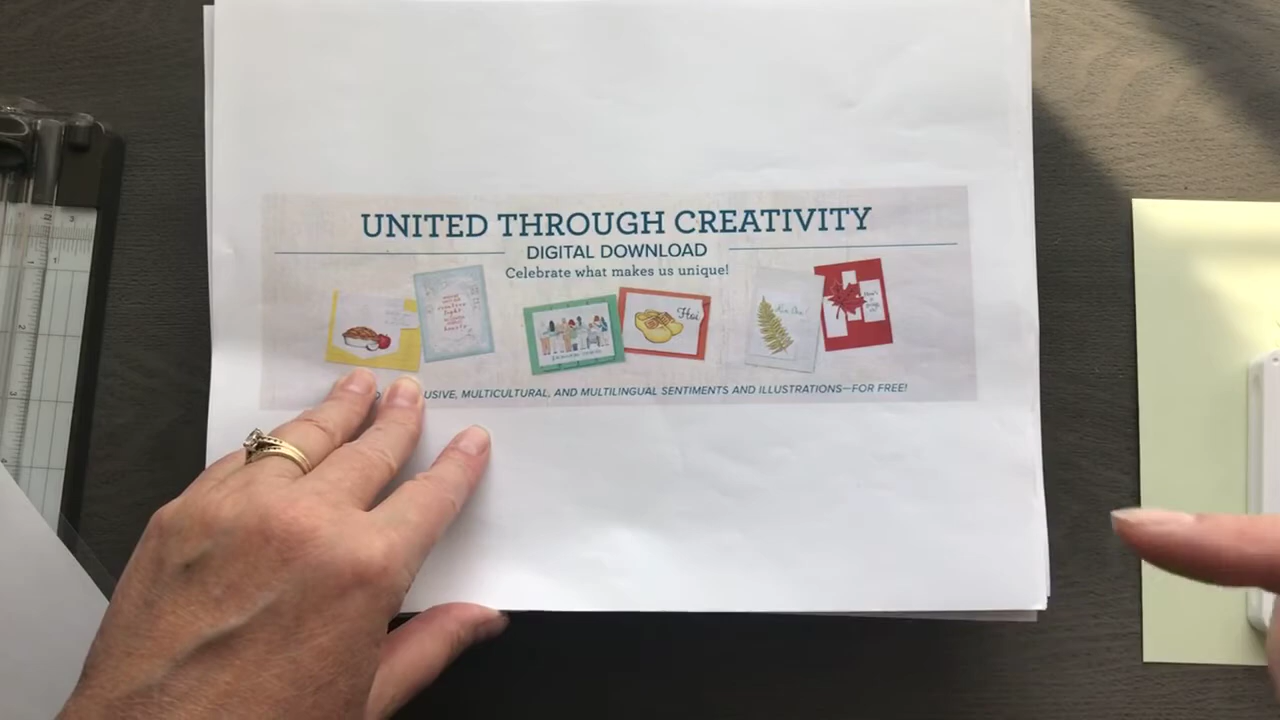 UNITED THROUGH CREATIVITY
DIGITAL DOWNLOAD
Celebrate what makes us unique!
Hoi
USIVE, MULTICULTURAL, AND MULTILINGUAL SENTIMENTS AND ILLUSTRATIONS—FOR FREE!